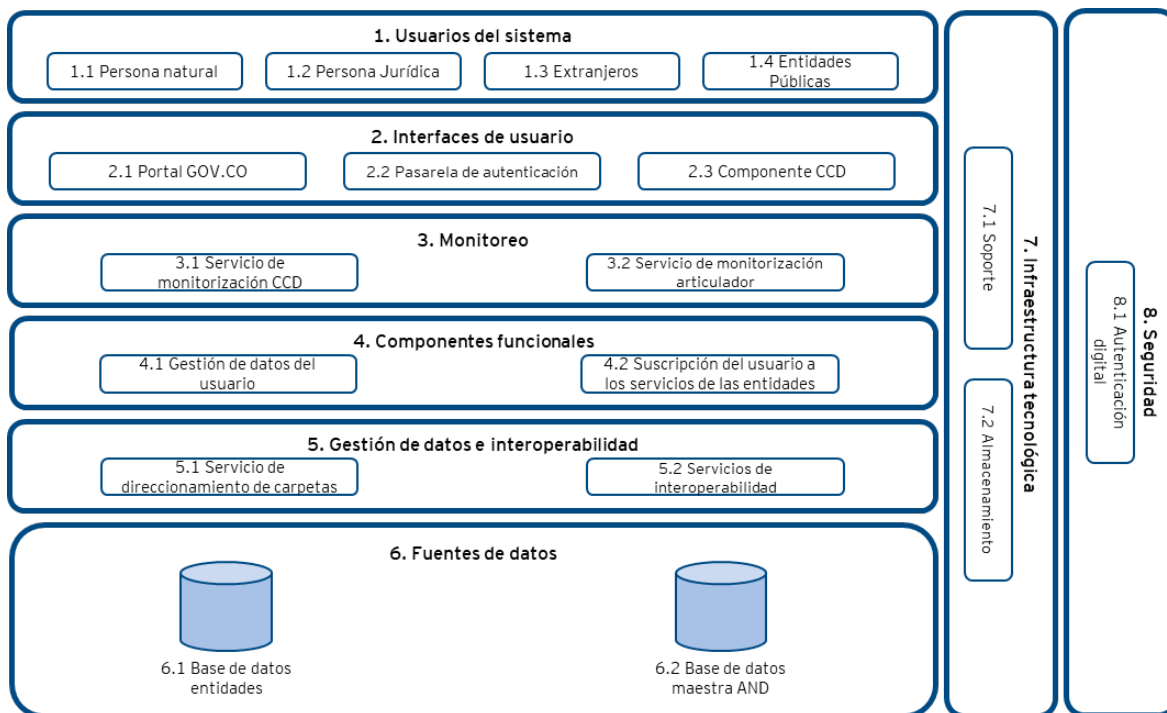 1. Usuarios del sistema
1.1 Persona natural
1.2 Persona Jurídica
1.3 Extranjeros
1.4 Entidades
Públicas
2. Interfaces de usuario
2.1 Portal GOV.CO
2.2 Pasarela de autenticación
2.3 Componente CCD
3. Monitoreo
3.1 Servicio de
monitorización CCD
3.2 Servicio de monitorización
articulador
4. Componentes funcionales
4.1 Gestión de datos del
usuario
4.2 Suscripción del usuario a
los servicios de las entidades
5. Gestión de datos e interoperabilidad
5.1 Servicio de
direccionamiento de carpetas
5.2 Servicios de
interoperabilidad
6. Fuentes de datos
6.1 Base de datos
entidades
6.2 Base de datos
maestra AND
7. Infraestructura tecnológica
7.1 Soporte
7.2 Almacenamiento
8. Seguridad
8.1 Autenticación
digital